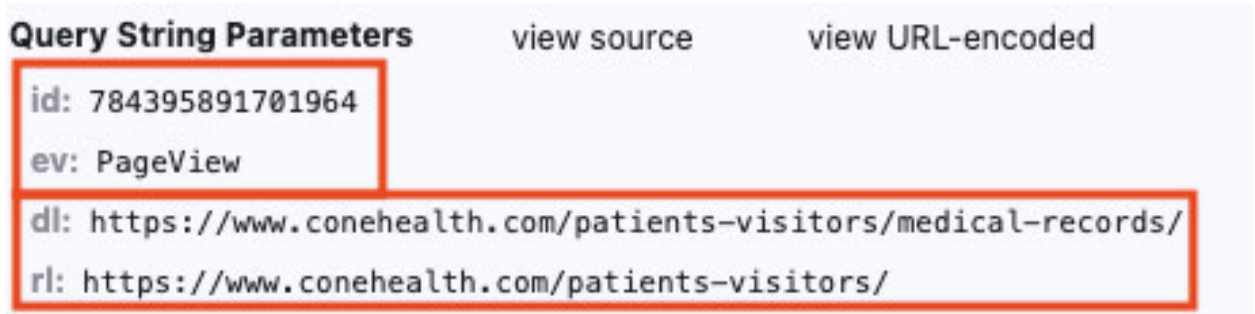 Query String Parameters view source view URL-encoded
id: 784395891701964
ev: PageView
dl: https://www.conehealth.com/patients-visitors/medical-records/
rl: https://www.conehealth.com/patients-visitors/